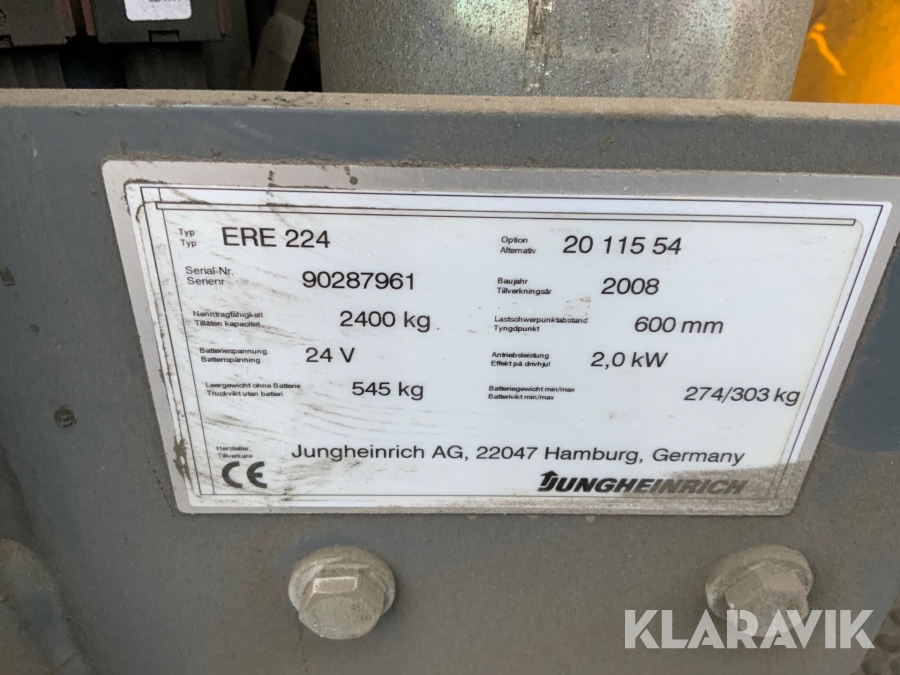 Typ
Typ
ERE 224
Option
Alternativ
20 115 54
Serial-Nr.
Serienr
90287961
Baujahr
Tillverkningsår
2008
Nenntragfähigkeit
Tillåten kapacitet
2400 kg
Lastschwerpunktabstand
Tyngdpunkt
600 mm
Batteriespannung
Batterispänning
24 V
Antriebsleistung
Effekt på drivhjul
2,0 kW
Leergewicht ohne Batterie
Truckvikt utan batteri
545 kg
Batteriegewicht min/max
Batterivikt min/max
274/303 kg
Hersteller
Tillverkare
Jungheinrich AG, 22047 Hamburg, Germany
CE
JUNGHEINRICH
KLARAVIK